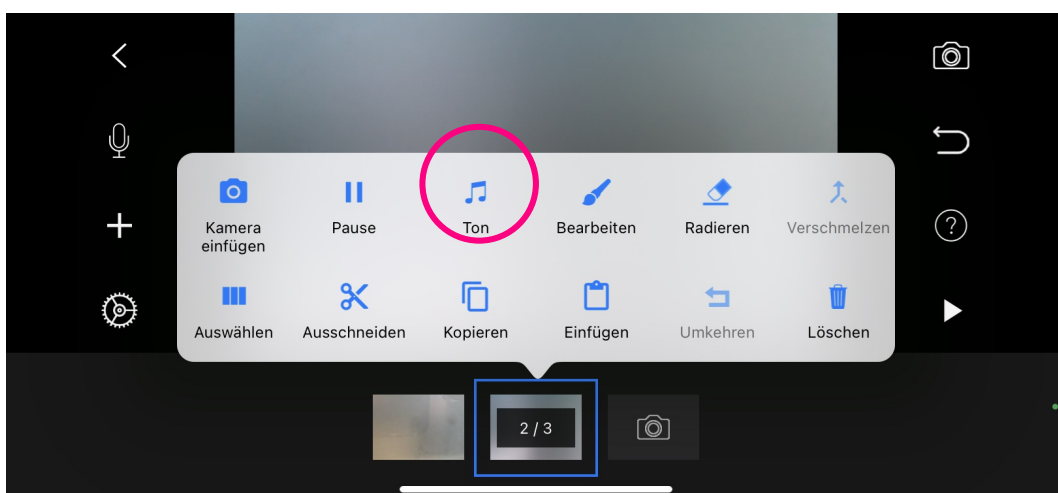 Kamera
einfügen
Pause
Ton
Bearbeiten
Radieren
Verschmelzen
?
Auswählen
Ausschneiden
Kopieren
Einfügen
Umkehren
Löschen
2 / 3